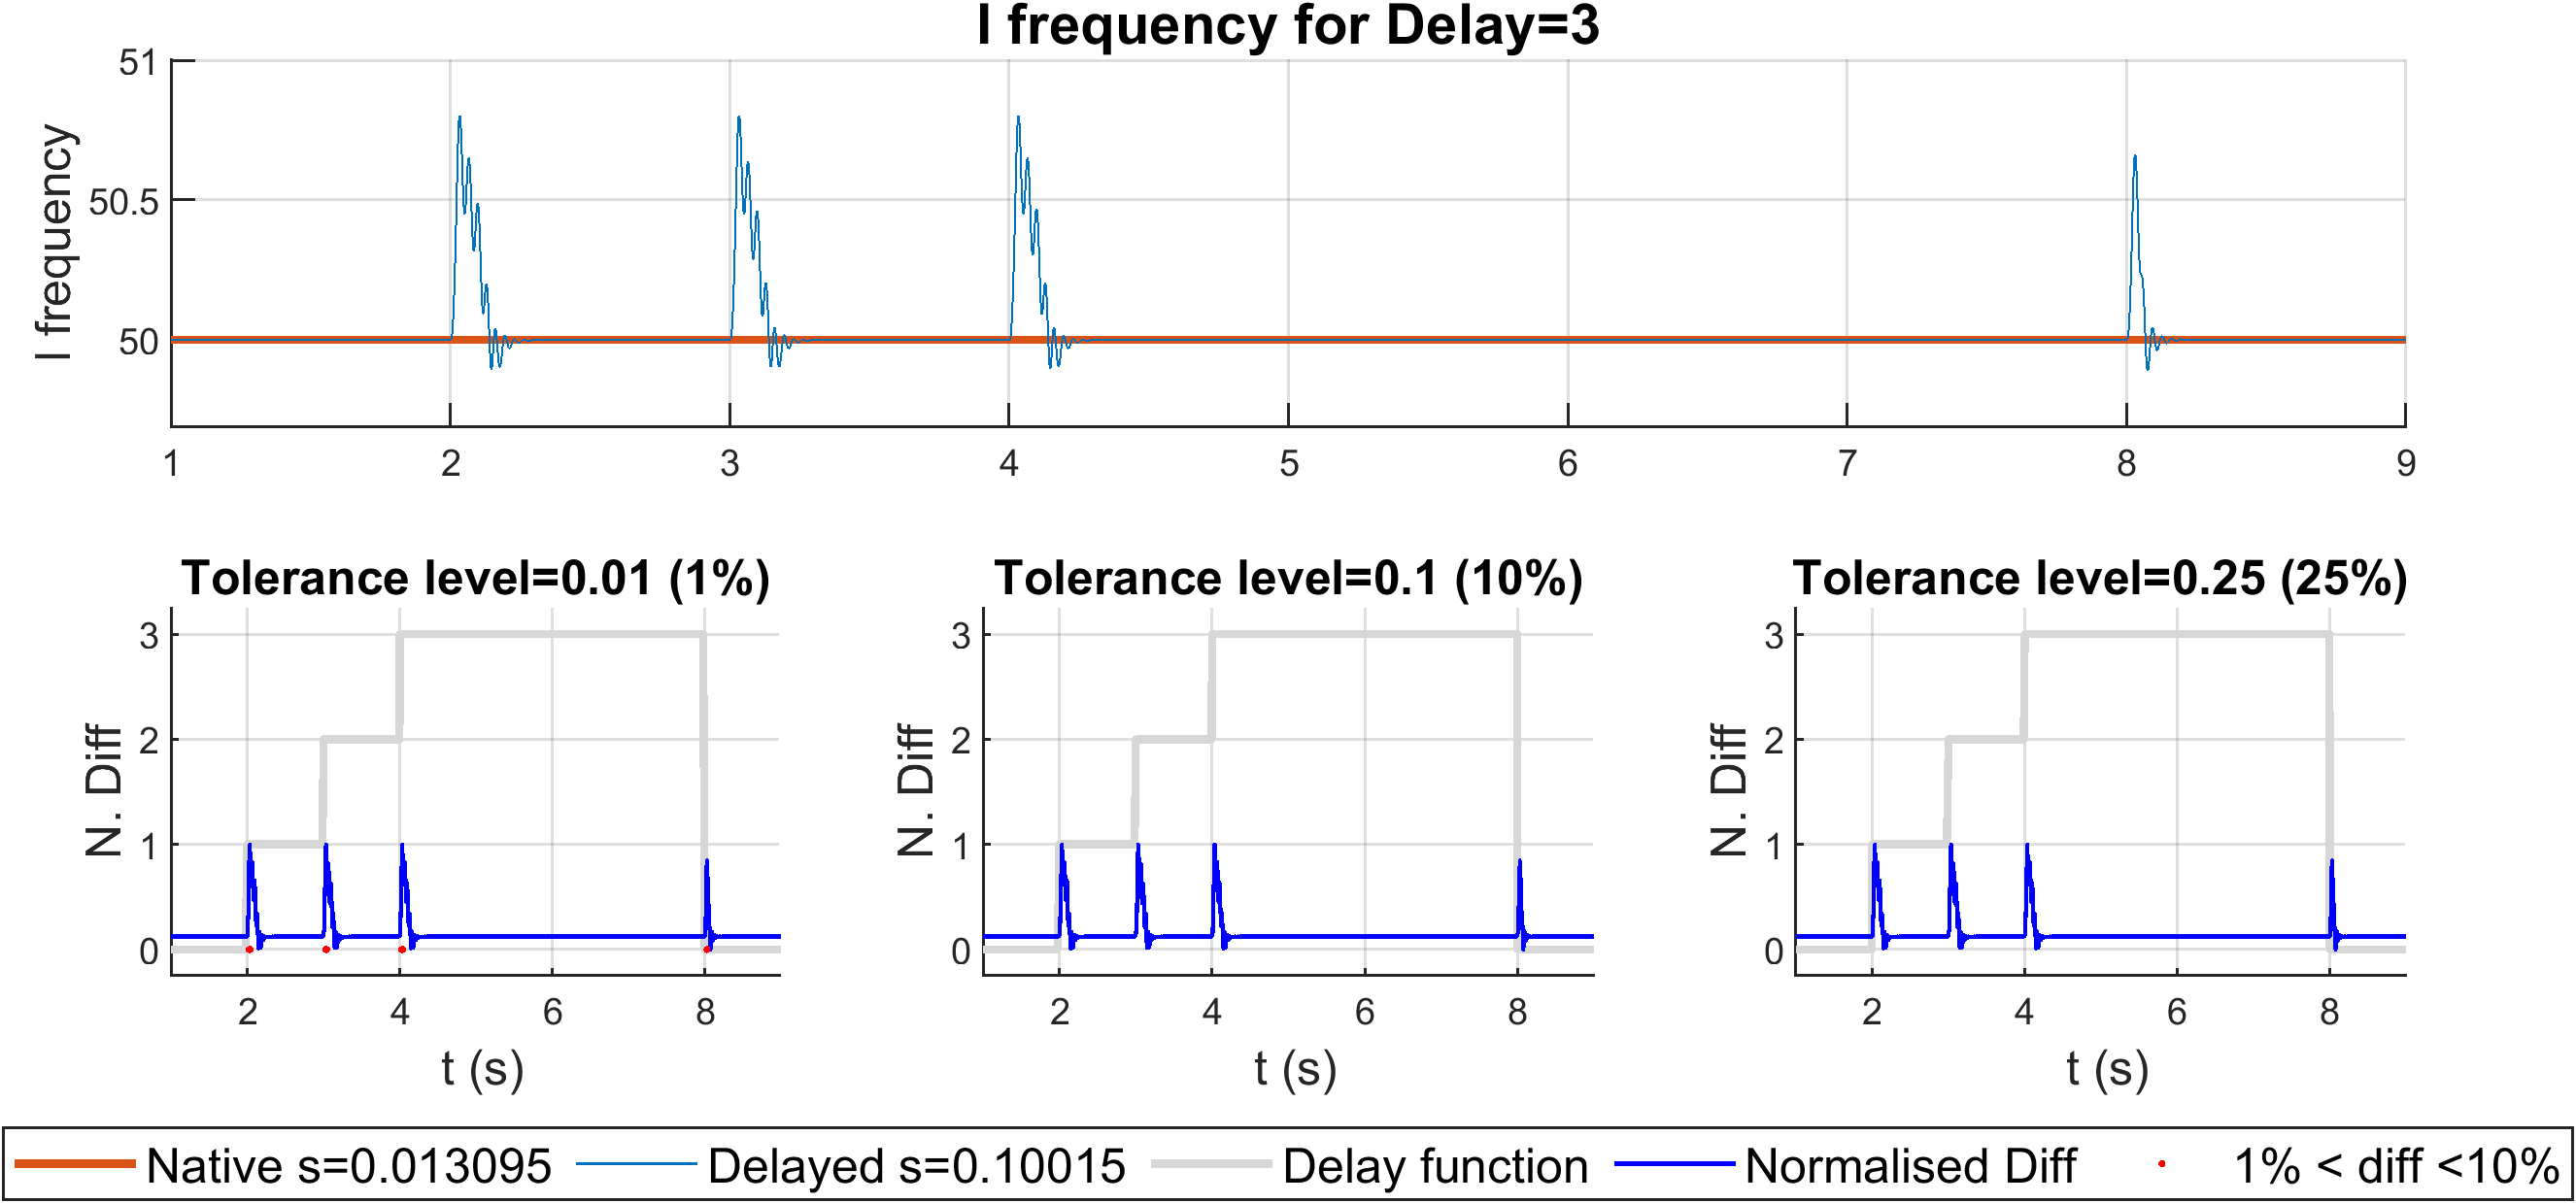 I frequency for Delay=3
51
50.5
50
I frequency
1 2 3 4 5 6 7 8 9
Tolerance level=0.01 (1%)
3
2
1
0
N. Diff
2 4 6 8
t (s)
Tolerance level=0.1 (10%)
3
2
1
0
N. Diff
2 4 6 8
t (s)
Tolerance level=0.25 (25%)
3
2
1
0
N. Diff
2 4 6 8
t (s)
Native s=0.013095 Delayed s=0.10015 Delay function Normalised Diff 1% < diff <10%